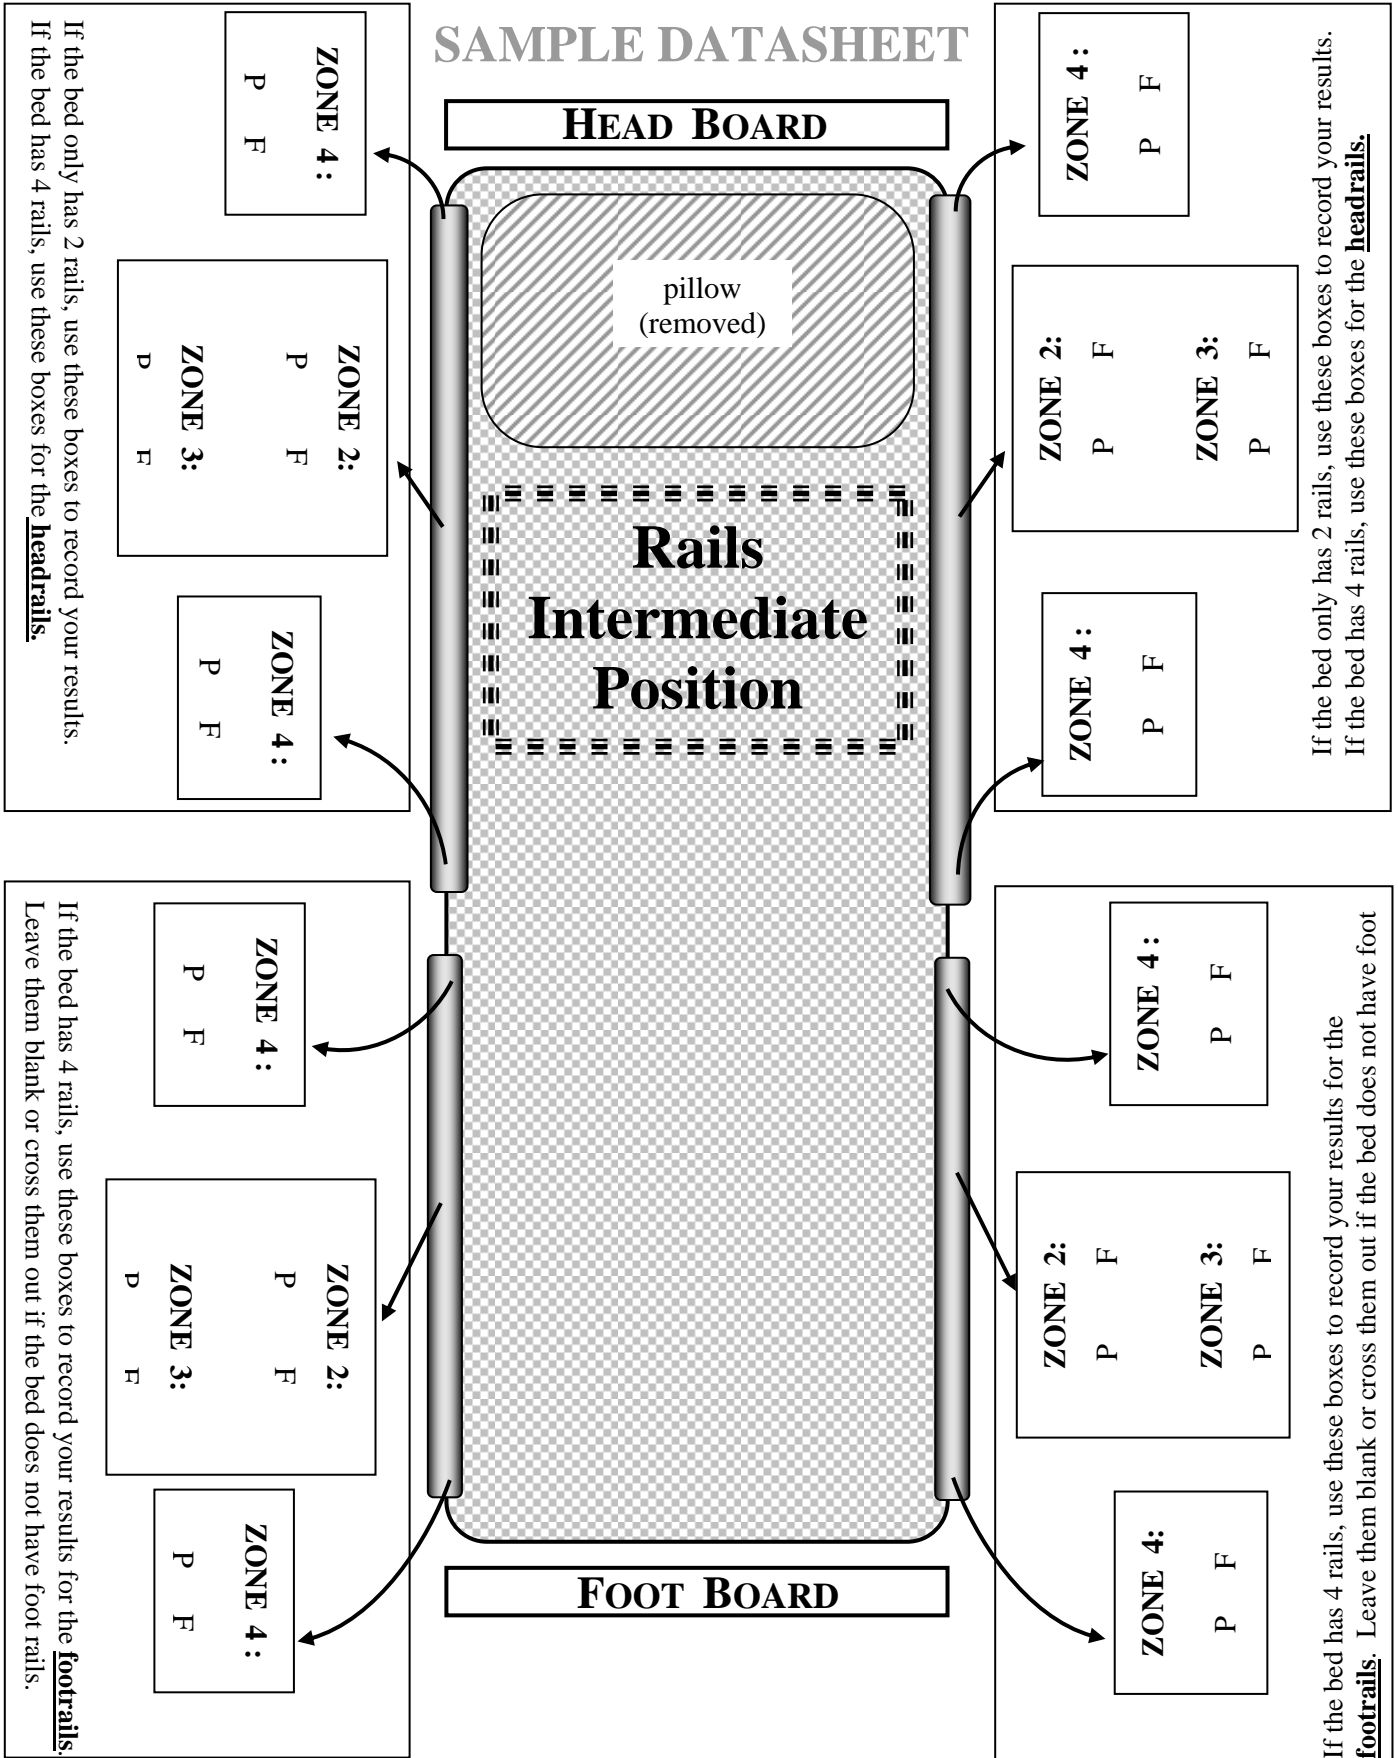 SAMPLE DATASHEET
HEAD BOARD
pillow
(removed)
Rails
Intermediate
Position
FOOT BOARD
If the bed only has 2 rails, use these boxes to record your results.
If the bed has 4 rails, use these boxes for the headrails.
ZONE 4:
P F
ZONE 2:
P F
ZONE 3:
P F
ZONE 4:
P F
If the bed has 4 rails, use these boxes to record your results for the footrails.
Leave them blank or cross them out if the bed does not have foot rails.
ZONE 4:
P F
ZONE 2:
P F
ZONE 3:
P F
ZONE 4:
P F
If the bed only has 2 rails, use these boxes to record your results.
If the bed has 4 rails, use these boxes for the headrails.
ZONE 4:
P F
ZONE 2:
P F
ZONE 3:
P F
ZONE 4:
P F
If the bed has 4 rails, use these boxes to record your results for the
footrails. Leave them blank or cross them out if the bed does not have foot
ZONE 4:
P F
ZONE 2:
P F
ZONE 3:
P F
ZONE 4:
P F